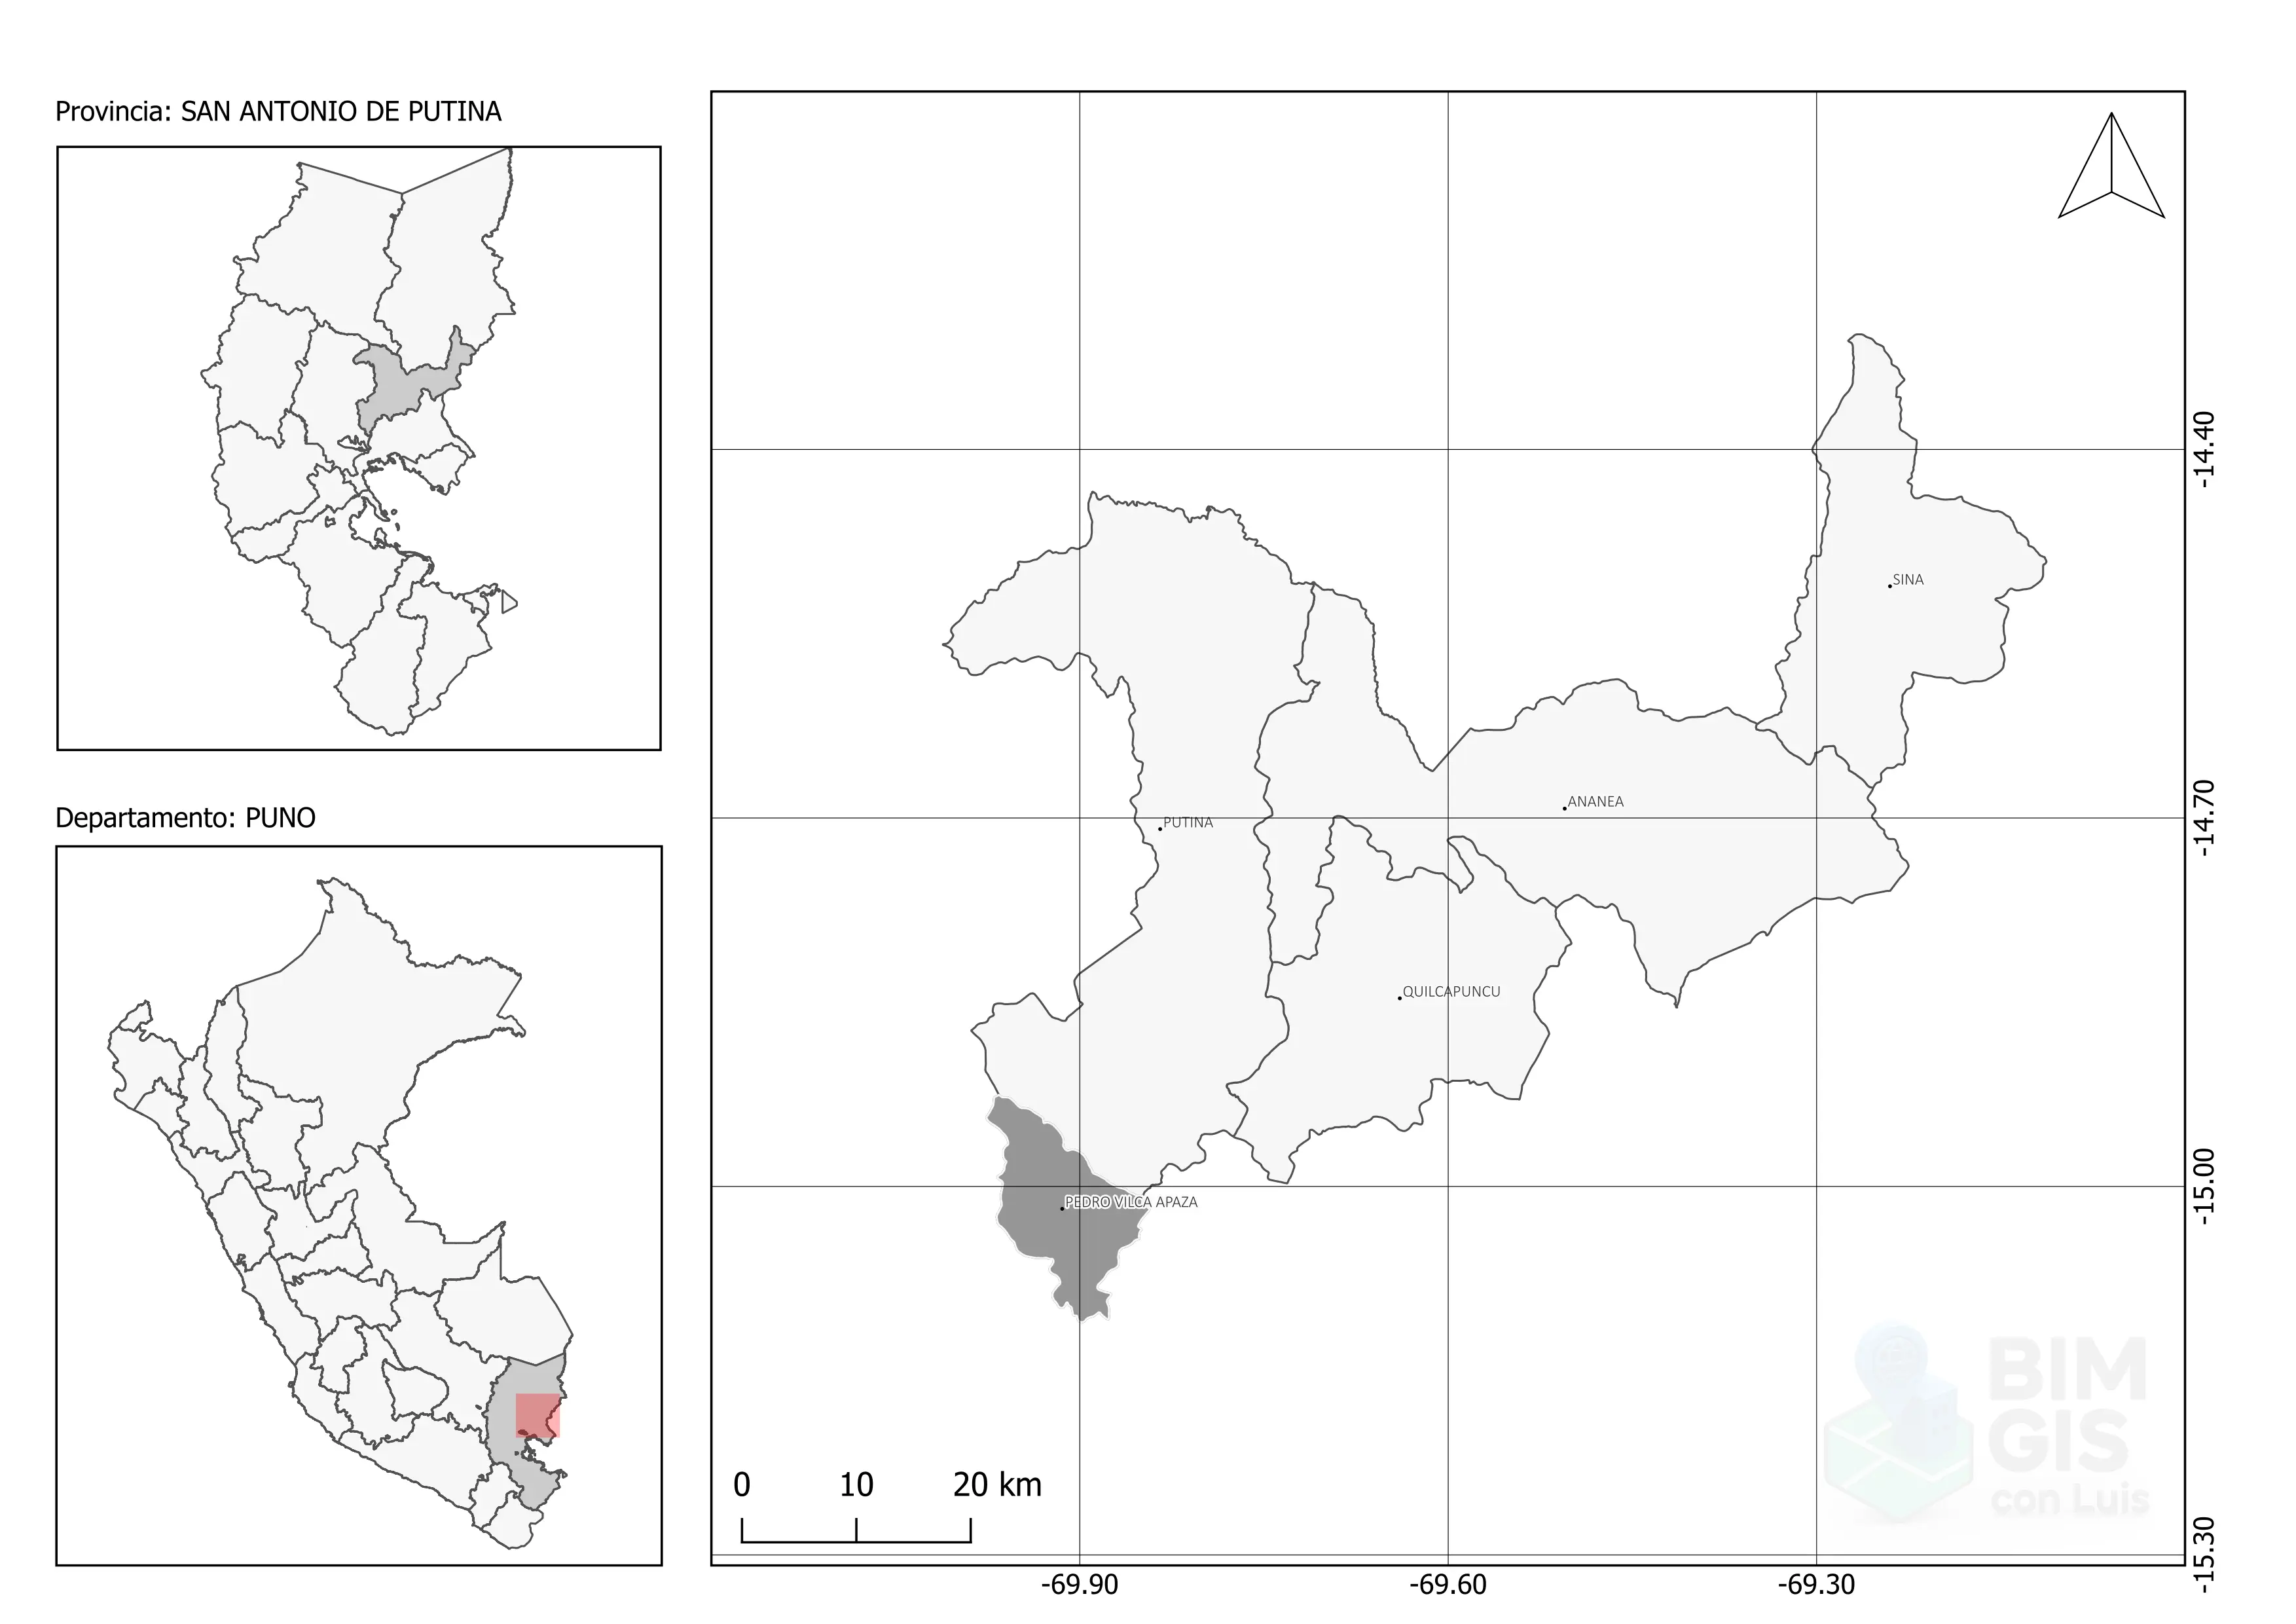 Provincia: SAN ANTONIO DE PUTINA
Departamento: PUNO
SINA
ANANEA
PUTINA
QUILCAPUNCU
PEDRO VILCA APAZA
-14.40
-14.70
-15.00
-15.30
0 10 20 km
-69.90 -69.60 -69.30
BIM
GIS
con Luis